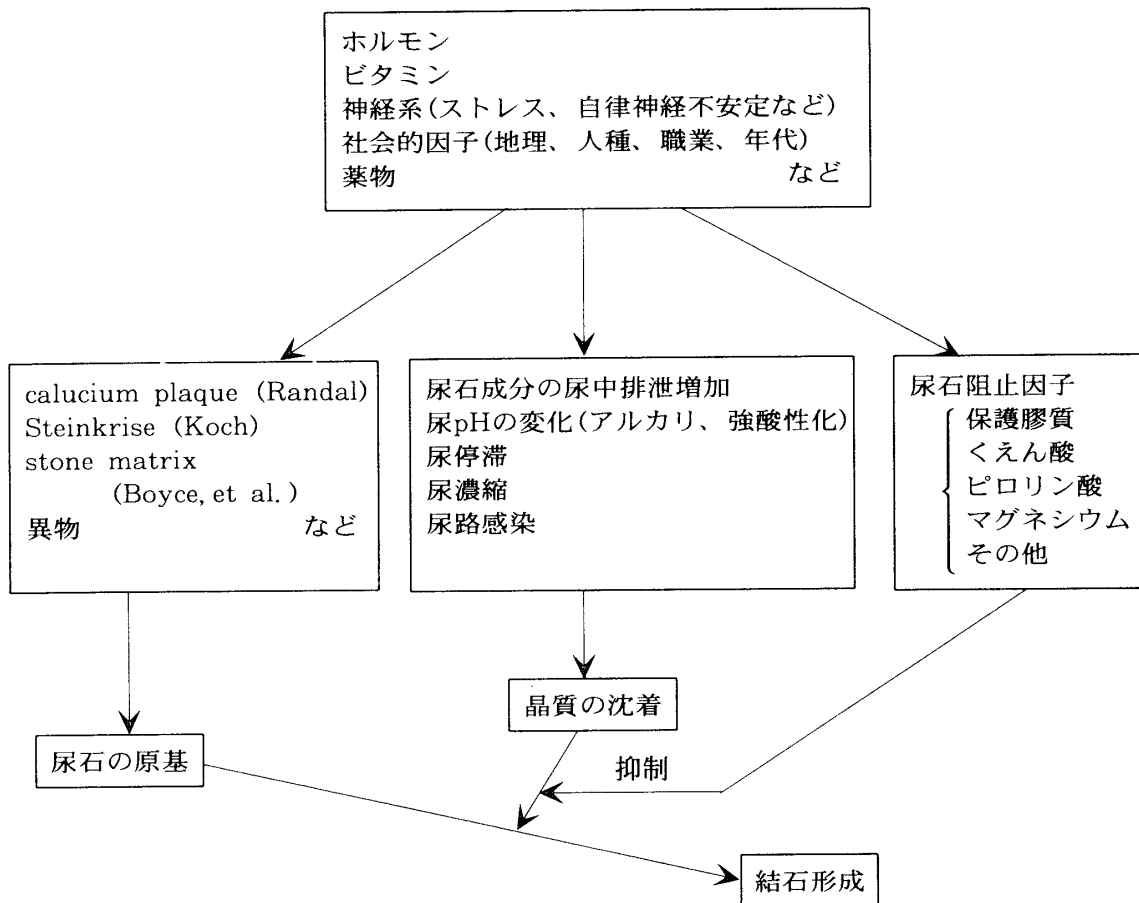 ホルモン
ビタミン
神経系(ストレス、自律神経不安定など)
社会的因子(地理、人種、職業、年代)
薬物 など
calucium plaque (Randal)
Steinkrise (Koch)
stone matrix
(Boyce, et al.)
異物 など
尿石成分の尿中排泄増加
尿pHの変化(アルカリ、強酸性化)
尿停滞
尿濃縮
尿路感染
尿石阻止因子
保護膠質
くえん酸
ピロリン酸
マグネシウム
その他
晶質の沈着
尿石の原基
抑制
結石形成